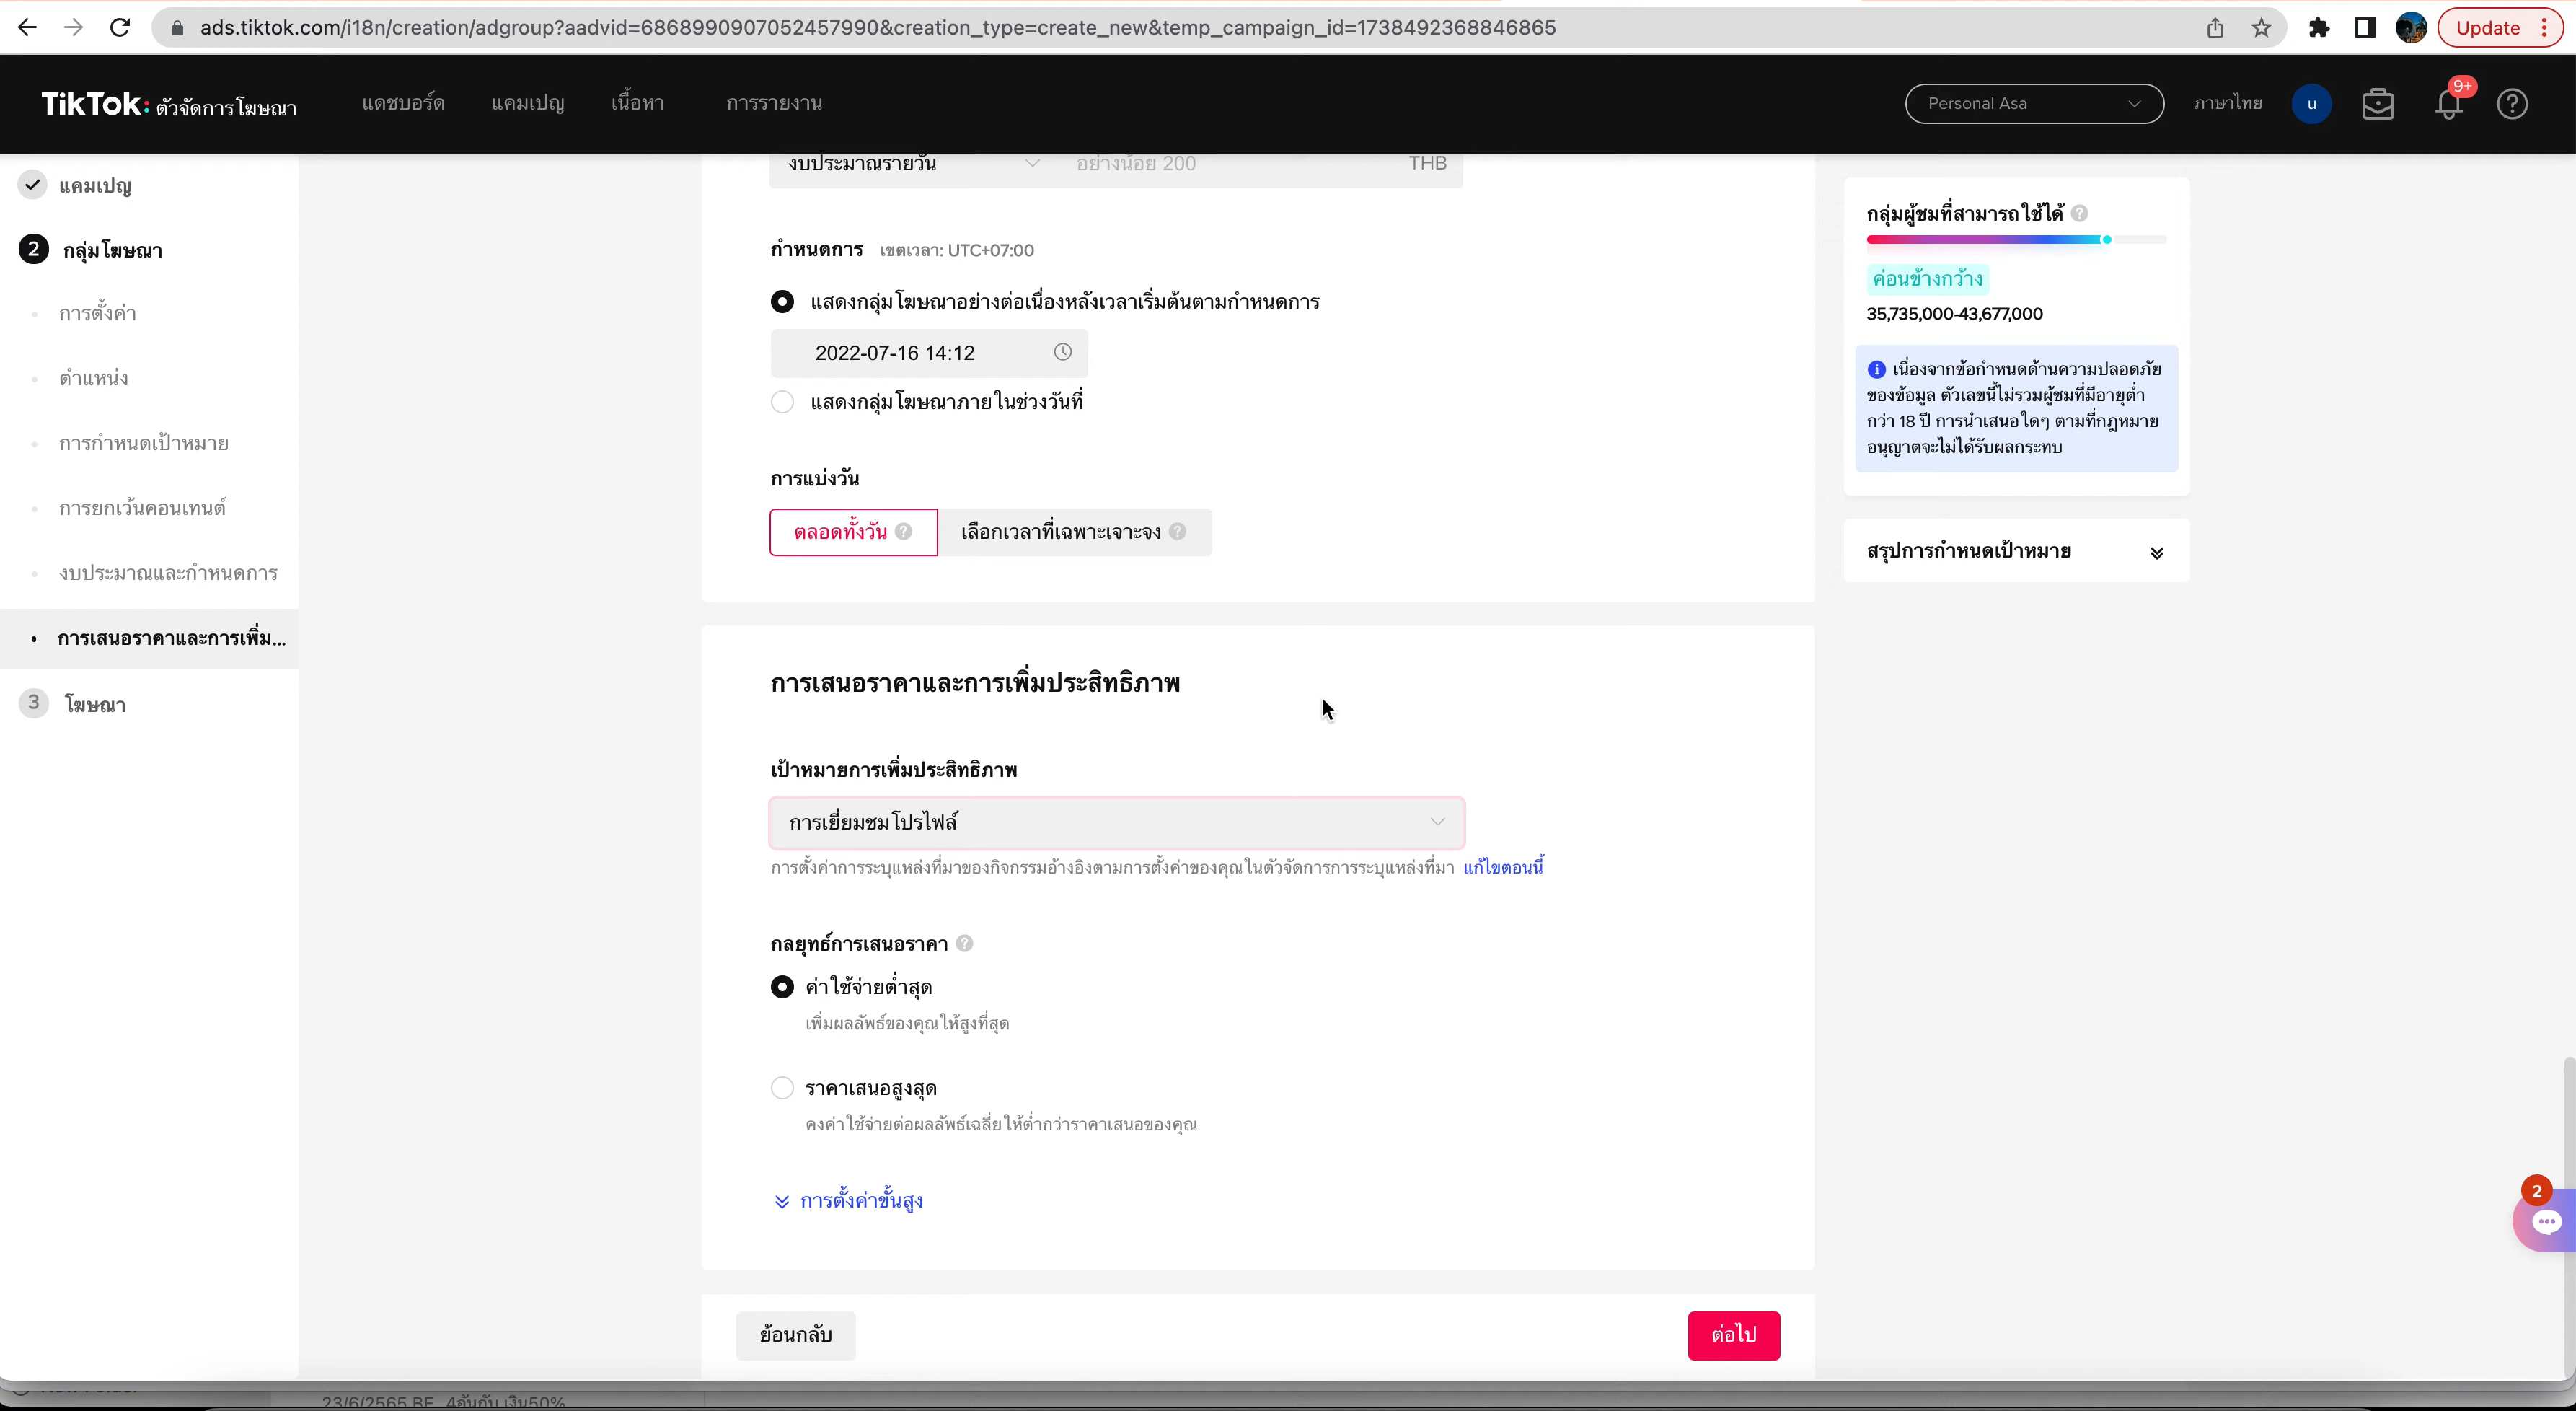 ads.tiktok.com/i18n/creation/adgroup?aadvid=6868990907052457990&creation_type=create_new&temp_campaign_id=1738492368846865
Update
TikTok: ตัวจัดการโฆษณา
แดชบอร์ด
แคมเปญ
เนื้อหา
การรายงาน
Personal Asa
ภาษาไทย
u
9+
แคมเปญ
2 กลุ่มโฆษณา
การตั้งค่า
ตำแหน่ง
การกำหนดเป้าหมาย
การยกเว้นคอนเทนต์
งบประมาณและกำหนดการ
การเสนอราคาและการเพิ่ม...
3 โฆษณา
งบประมาณรายวัน อย่างน้อย 200 THB
กำหนดการ เขตเวลา: UTC+07:00
แสดงกลุ่มโฆษณาอย่างต่อเนื่องหลังเวลาเริ่มต้นตามกำหนดการ
2022-07-16 14:12
แสดงกลุ่มโฆษณาภายในช่วงวันที่
การแบ่งวัน
ตลอดทั้งวัน เลือกเวลาที่เฉพาะเจาะจง
การเสนอราคาและการเพิ่มประสิทธิภาพ
เป้าหมายการเพิ่มประสิทธิภาพ
การเยี่ยมชมโปรไฟล์
การตั้งค่าการระบุแหล่งที่มาของกิจกรรมอ้างอิงตามการตั้งค่าของคุณในตัวจัดการการระบุแหล่งที่มา แก้ไขตอนนี้
กลยุทธ์การเสนอราคา
ค่าใช้จ่ายต่ำสุด
เพิ่มผลลัพธ์ของคุณให้สูงที่สุด
ราคาเสนอสูงสุด
คงค่าใช้จ่ายต่อผลลัพธ์เฉลี่ยให้ต่ำกว่าราคาเสนอของคุณ
การตั้งค่าขั้นสูง
ย้อนกลับ
ต่อไป
กลุ่มผู้ชมที่สามารถใช้ได้
ค่อนข้างกว้าง
35,735,000-43,677,000
เนื่องจากข้อกำหนดด้านความปลอดภัย
ของข้อมูล ตัวเลขนี้ไม่รวมผู้ชมที่มีอายุต่ำ
กว่า 18 ปี การนำเสนอใดๆ ตามที่กฎหมาย
อนุญาตจะไม่ได้รับผลกระทบ
สรุปการกำหนดเป้าหมาย
2
23/6/2565 BE 4อันกับ เงิน50%